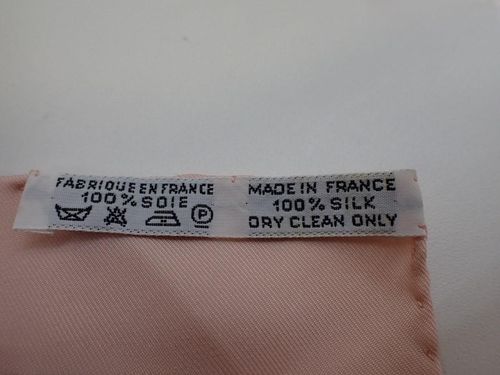 FABRIQUE EN FRANCE
100% SOIE
P
MADE IN FRANCE
100% SILK
DRY CLEAN ONLY